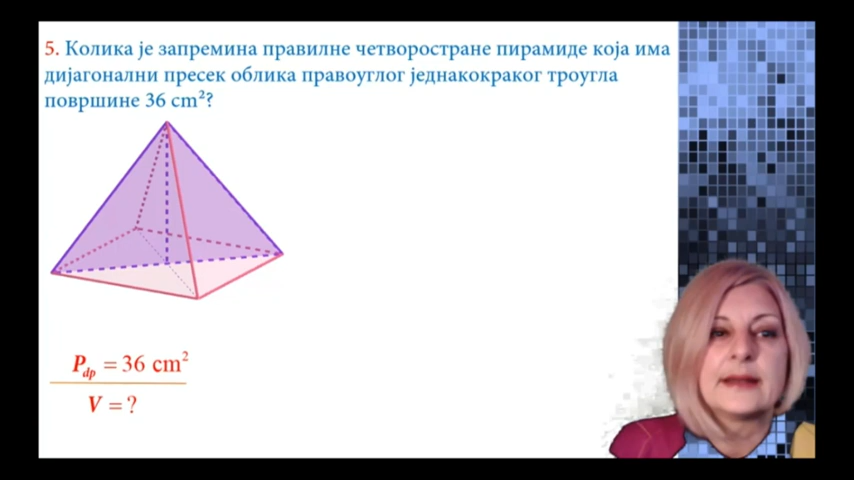 5. Колика је запремина правилне четворостране пирамиде која има
дијагонални пресек облика правоуглог једнакокраког троугла
површине 36 cm²?
P_dp = 36 cm²
V = ?